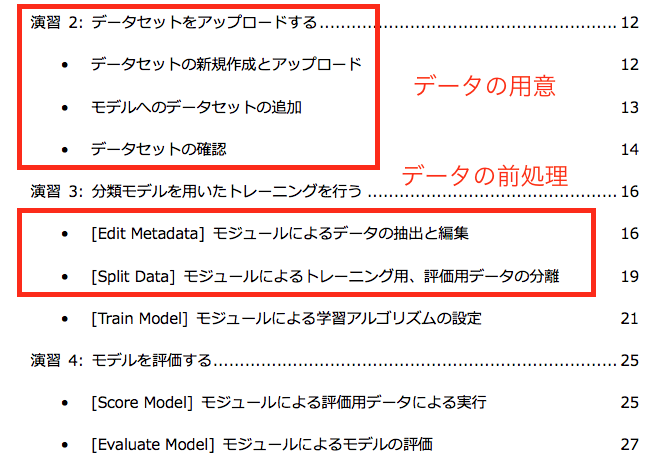 演習 2: データセットをアップロードする ................................................................ 12
• データセットの新規作成とアップロード 12
データの用意
• モデルへのデータセットの追加 13
• データセットの確認 14
データの前処理
演習 3: 分類モデルを用いたトレーニングを行う ..................................................... 16
• [Edit Metadata] モジュールによるデータの抽出と編集 16
• [Split Data] モジュールによるトレーニング用、評価用データの分離 19
• [Train Model] モジュールによる学習アルゴリズムの設定 21
演習 4: モデルを評価する ................................................................................ 25
• [Score Model] モジュールによる評価用データによる実行 25
• [Evaluate Model] モジュールによるモデルの評価 27